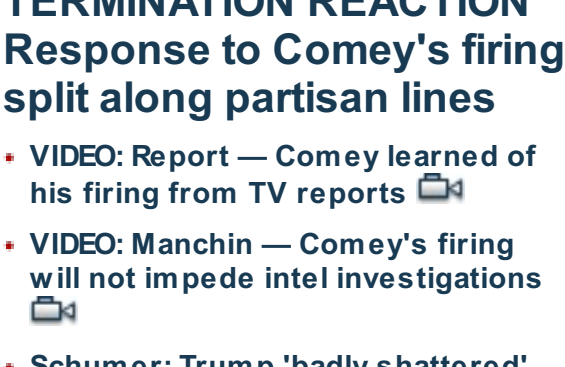 TERMINATION REACTION
Response to Comey's firing
split along partisan lines
VIDEO: Report — Comey learned of
his firing from TV reports
VIDEO: Manchin — Comey's firing
will not impede intel investigations
Schumer: Trump 'badly shattered'